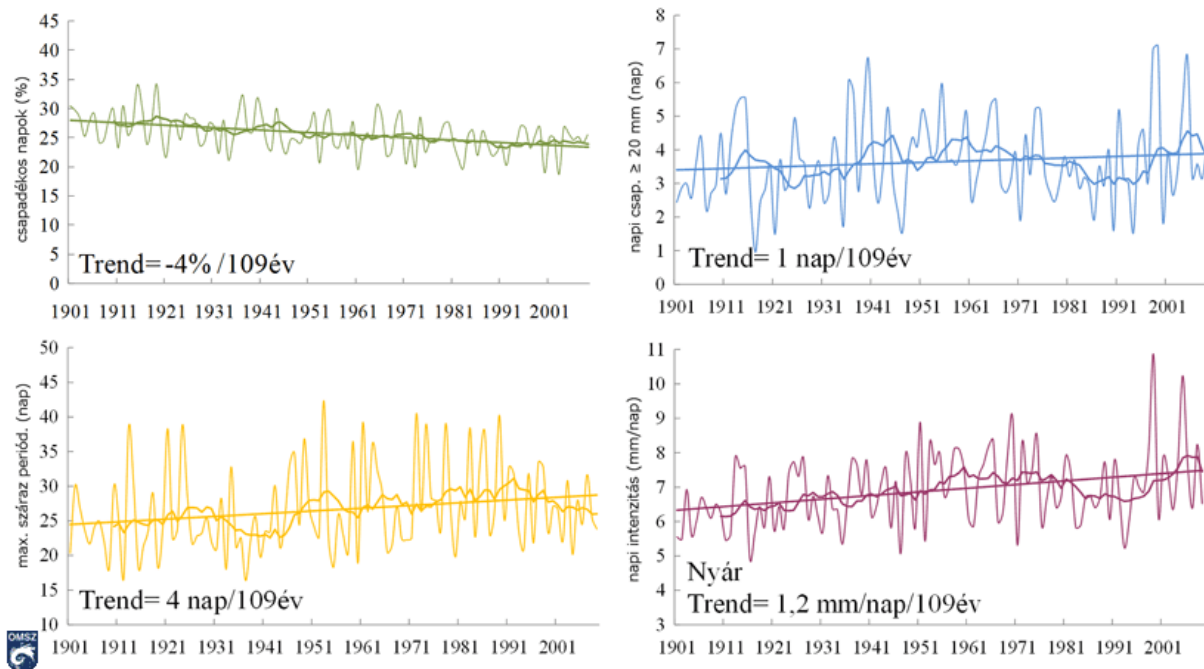 csapadékos napok (%)
45
40
35
30
25
20
15
10
5
0
Trend= -4% /109év
1901 1911 1921 1931 1941 1951 1961 1971 1981 1991 2001
napi csap. ≥ 20 mm (nap)
8
7
6
5
4
3
2
1
0
Trend= 1 nap/109év
1901 1911 1921 1931 1941 1951 1961 1971 1981 1991 2001
max. száraz periód. (nap)
50
45
40
35
30
25
20
15
10
Trend= 4 nap/109év
1901 1911 1921 1931 1941 1951 1961 1971 1981 1991 2001
napi intenzitás (mm/nap)
11
10
9
8
7
6
5
4
3
Nyár
Trend= 1,2 mm/nap/109év
1901 1911 1921 1931 1941 1951 1961 1971 1981 1991 2001
OMSZ